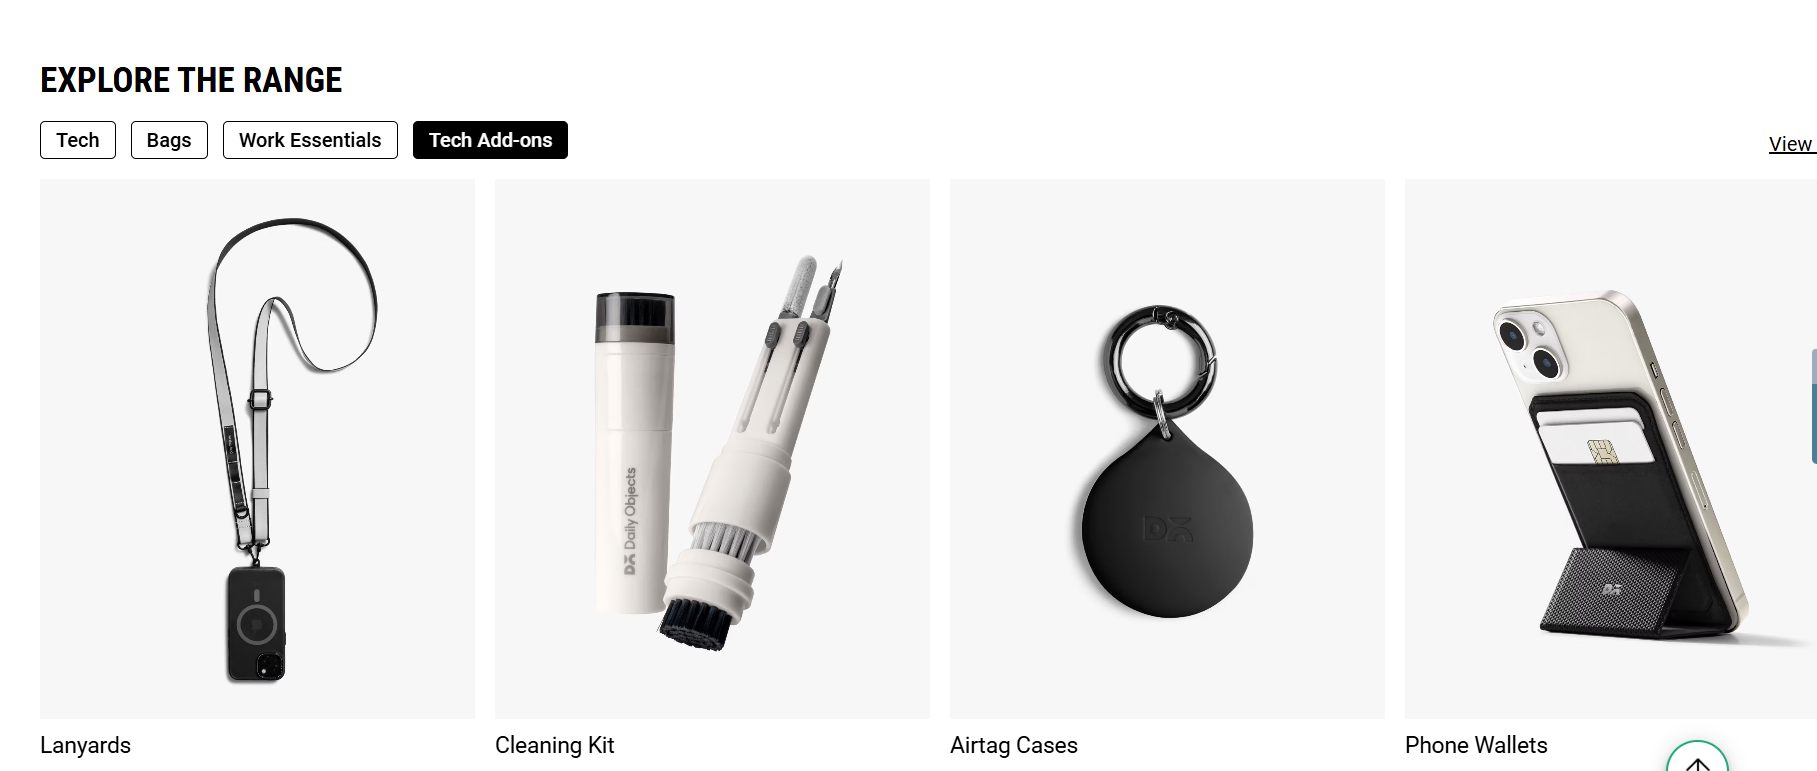 EXPLORE THE RANGE
Tech
Bags
Work Essentials
Tech Add-ons
View
Daily Objects
Lanyards
Cleaning Kit
Airtag Cases
Phone Wallets